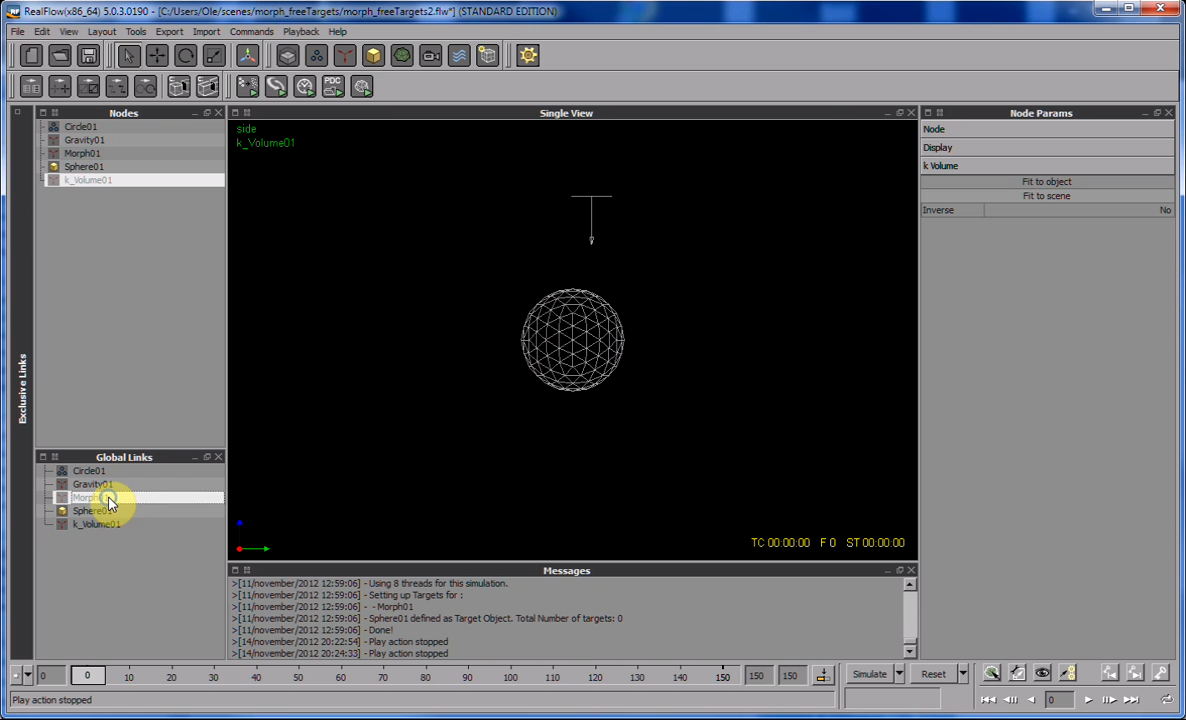 RealFlow(x86_64) 5.0.3.0190 - [C:/Users/Ole/scenes/morph_freeTargets/morph_freeTargets2.flw*] (STANDARD EDITION)
File Edit View Layout Tools Export Import Commands Playback Help
PDC
Nodes
Circle01
Gravity01
Morph01
Sphere01
k_Volume01
Exclusive Links
Global Links
Circle01
Gravity01
Sphere01
k_Volume01
Single View
side
k_Volume01
TC 00:00:00 F 0 ST 00:00:00
Messages
>[11/november/2012 12:59:06] - Using 8 threads for this simulation.
>[11/november/2012 12:59:06] - Setting up Targets for :
>[11/november/2012 12:59:06] - - Morph01
>[11/november/2012 12:59:06] - Sphere01 defined as Target Object. Total Number of targets: 0
>[11/november/2012 12:59:06] - Done!
>[14/november/2012 20:22:54] - Play action stopped
>[14/november/2012 20:24:33] - Play action stopped
Node Params
Node
Display
k Volume
Fit to object
Fit to scene
Inverse No
0 0 10 20 30 40 50 60 70 80 90 100 110 120 130 140 150 150 150
Simulate Reset
Play action stopped
0